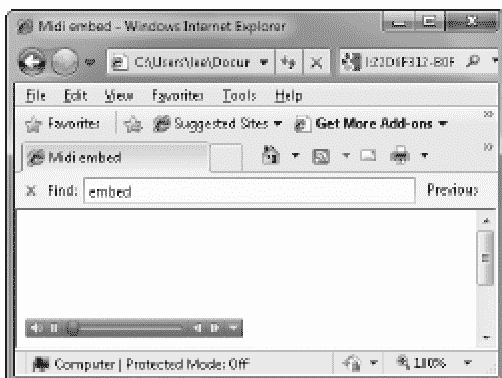 Midi embed - Windows Internet Explorer
C:\Users\lee\Docur
File Edit View Favorites Tools Help
Favorites Suggested Sites Get More Add-ons
Midi embed
X Find: embed Previous
Computer | Protected Mode: Off 110%